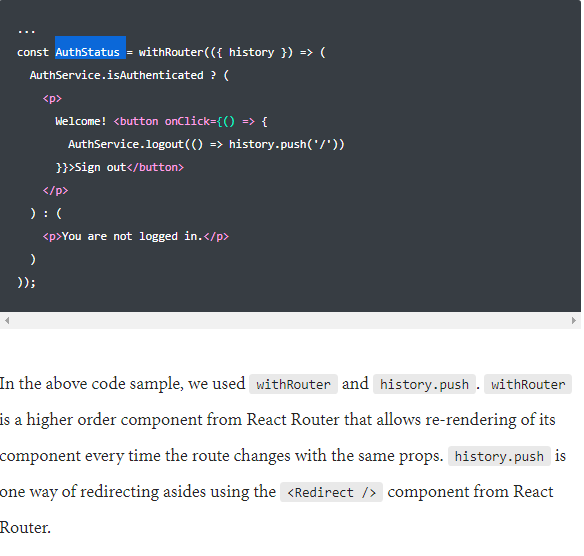 ...
const AuthStatus = withRouter(({ history }) => (
  AuthService.isAuthenticated ? (
    <p>
      Welcome! <button onClick={() => {
        AuthService.logout(() => history.push('/'))
      }}>Sign out</button>
    </p>
  ) : (
    <p>You are not logged in.</p>
  )
));
In the above code sample, we used withRouter and history.push . withRouter
is a higher order component from React Router that allows re-rendering of its
component every time the route changes with the same props. history.push is
one way of redirecting asides using the <Redirect /> component from React
Router.